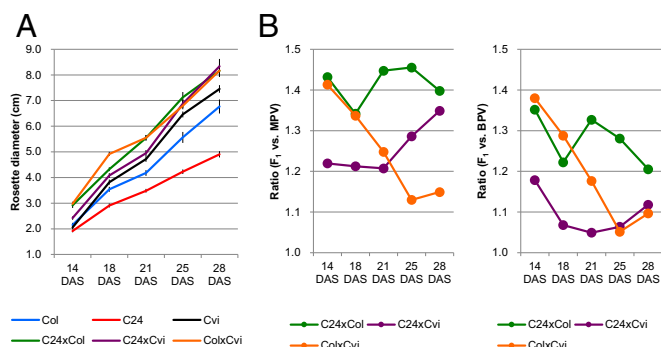 A
B
Rosette diameter (cm)
9.0
8.0
7.0
6.0
5.0
4.0
3.0
2.0
1.0
14 DAS
18 DAS
21 DAS
25 DAS
28 DAS
Col
C24
Cvi
C24xCol
C24xCvi
ColxCvi
Ratio (F1 vs. MPV)
1.5
1.4
1.3
1.2
1.1
1.0
14 DAS
18 DAS
21 DAS
25 DAS
28 DAS
C24xCol
C24xCvi
ColxCvi
Ratio (F1 vs. BPV)
1.5
1.4
1.3
1.2
1.1
1.0
14 DAS
18 DAS
21 DAS
25 DAS
28 DAS
C24xCol
C24xCvi
ColxCvi